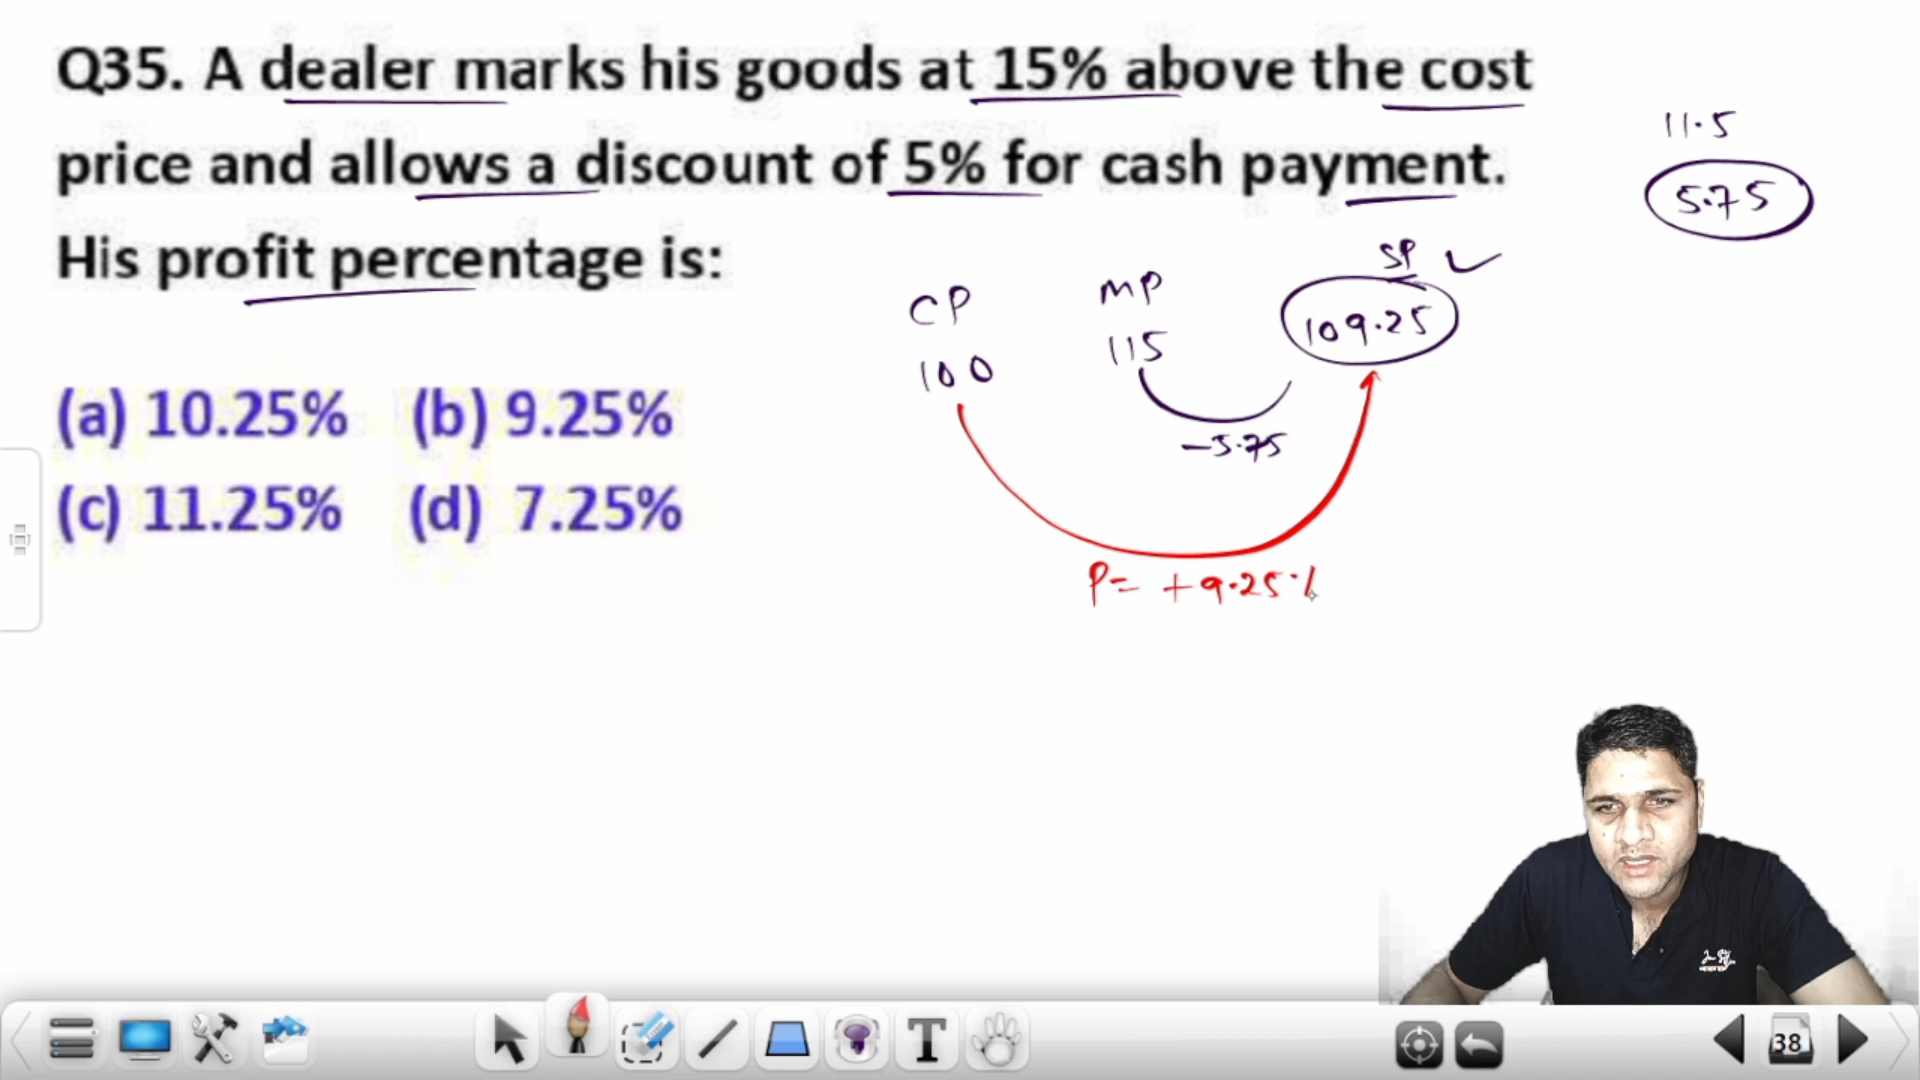 Q35. A dealer marks his goods at 15% above the cost
price and allows a discount of 5% for cash payment.
His profit percentage is:
(a) 10.25% (b) 9.25%
(c) 11.25% (d) 7.25%
11.5
5.75
CP MP SP
100 115 109.25
-5.75
P= +9.25%
T
38